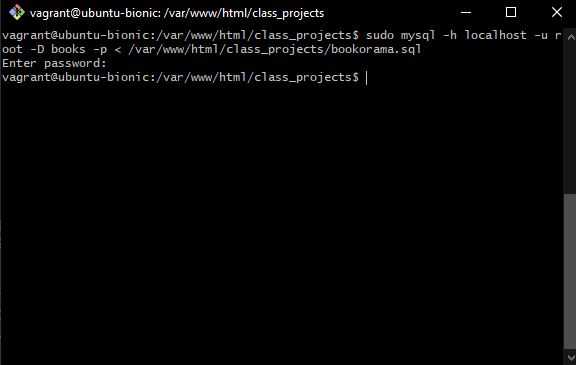 vagrant@ubuntu-bionic: /var/www/html/class_projects
vagrant@ubuntu-bionic:/var/www/html/class_projects$ sudo mysql -h localhost -u r
oot -D books -p < /var/www/html/class_projects/bookorama.sql
Enter password:
vagrant@ubuntu-bionic:/var/www/html/class_projects$